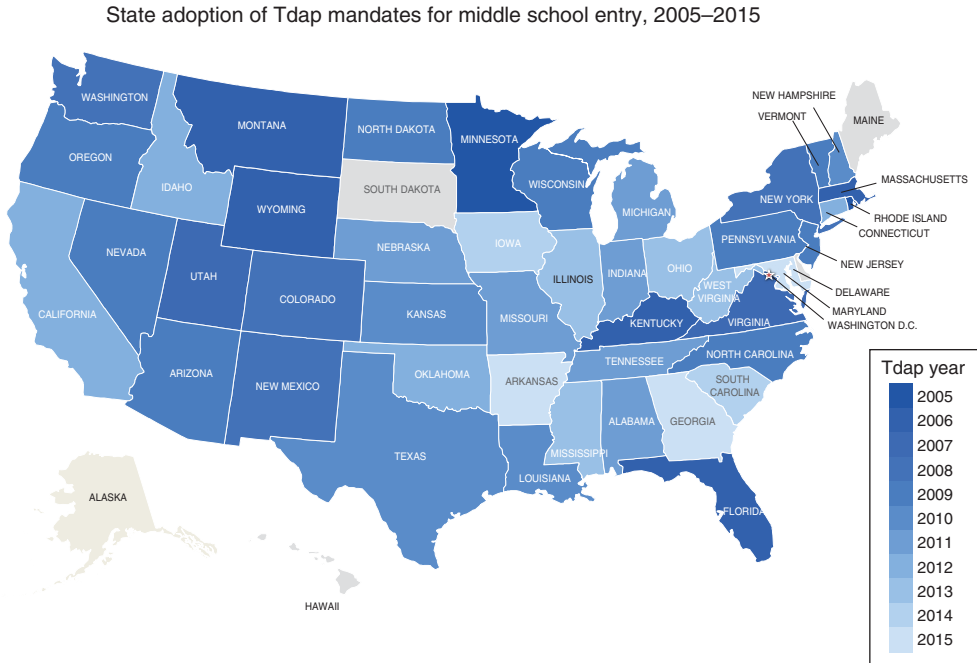 State adoption of Tdap mandates for middle school entry, 2005–2015
WASHINGTON
MONTANA
NORTH DAKOTA
MINNESOTA
NEW HAMPSHIRE
VERMONT
MAINE
OREGON
IDAHO
SOUTH DAKOTA
WISCONSIN
MICHIGAN
NEW YORK
MASSACHUSETTS
RHODE ISLAND
CONNECTICUT
WYOMING
NEVADA
UTAH
COLORADO
NEBRASKA
IOWA
ILLINOIS
INDIANA
OHIO
PENNSYLVANIA
NEW JERSEY
DELAWARE
MARYLAND
WASHINGTON D.C.
WEST
VIRGINIA
CALIFORNIA
KANSAS
MISSOURI
KENTUCKY
VIRGINIA
ARIZONA
NEW MEXICO
OKLAHOMA
ARKANSAS
TENNESSEE
NORTH CAROLINA
SOUTH
CAROLINA
TEXAS
LOUISIANA
MISSISSIPPI
ALABAMA
GEORGIA
FLORIDA
ALASKA
HAWAII
Tdap year
2005
2006
2007
2008
2009
2010
2011
2012
2013
2014
2015